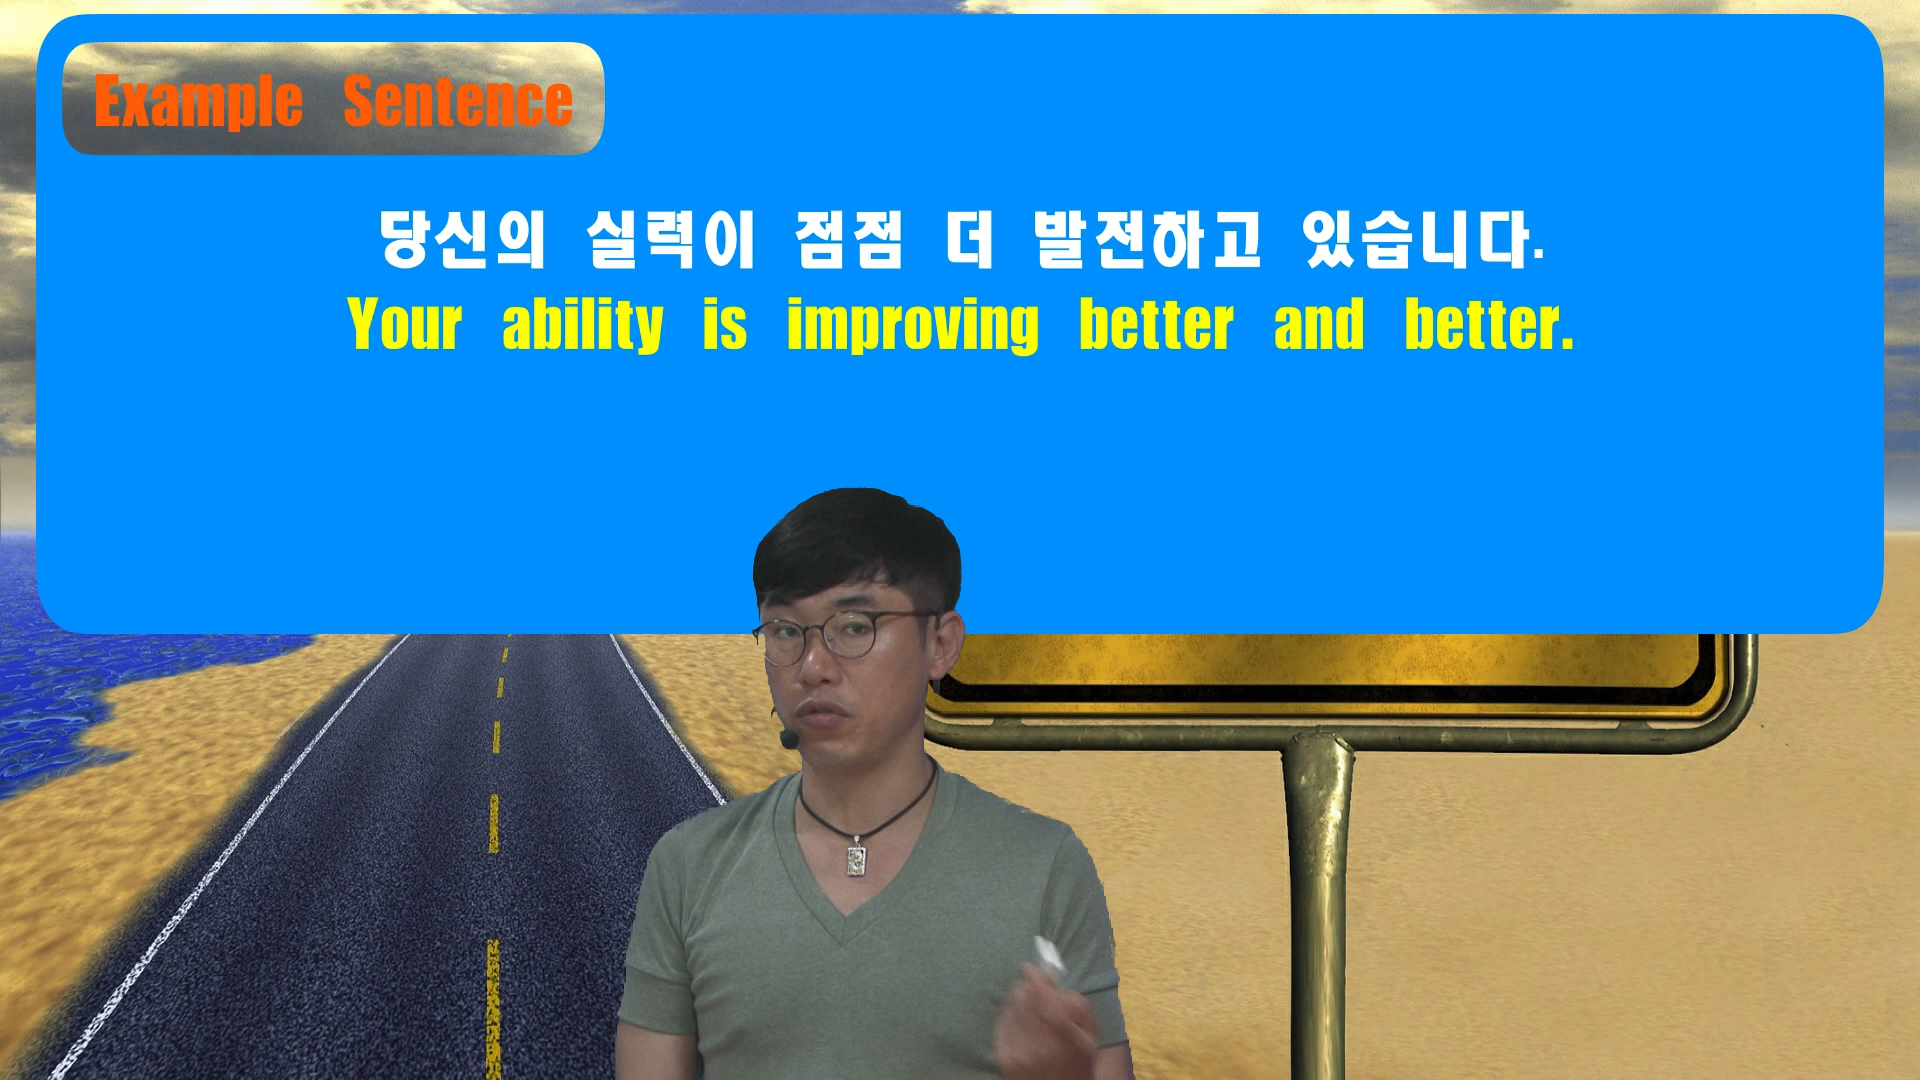 Example Sentence
당신의 실력이 점점 더 발전하고 있습니다.
Your ability is improving better and better.